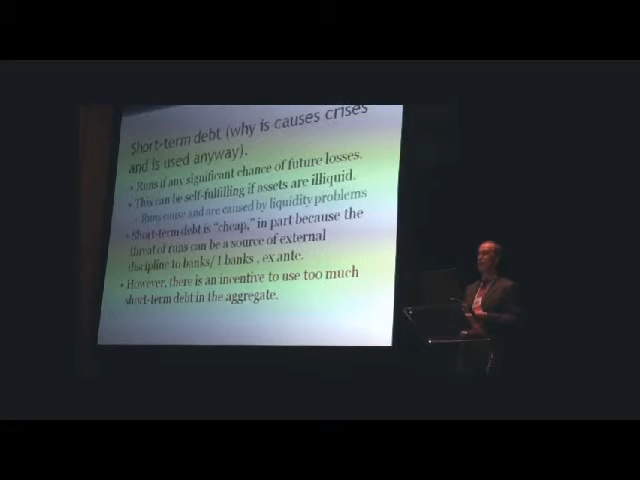 Short-term debt (why is causes crises
and is used anyway).
• Runs if any significant chance of future losses.
• This can be self-fulfilling if assets are illiquid.
▫ Runs cause and are caused by liquidity problems
• Short-term debt is “cheap,” in part because the
threat of runs can be a source of external
discipline to banks/ I banks , ex ante.
• However, there is an incentive to use too much
short-term debt in the aggregate.